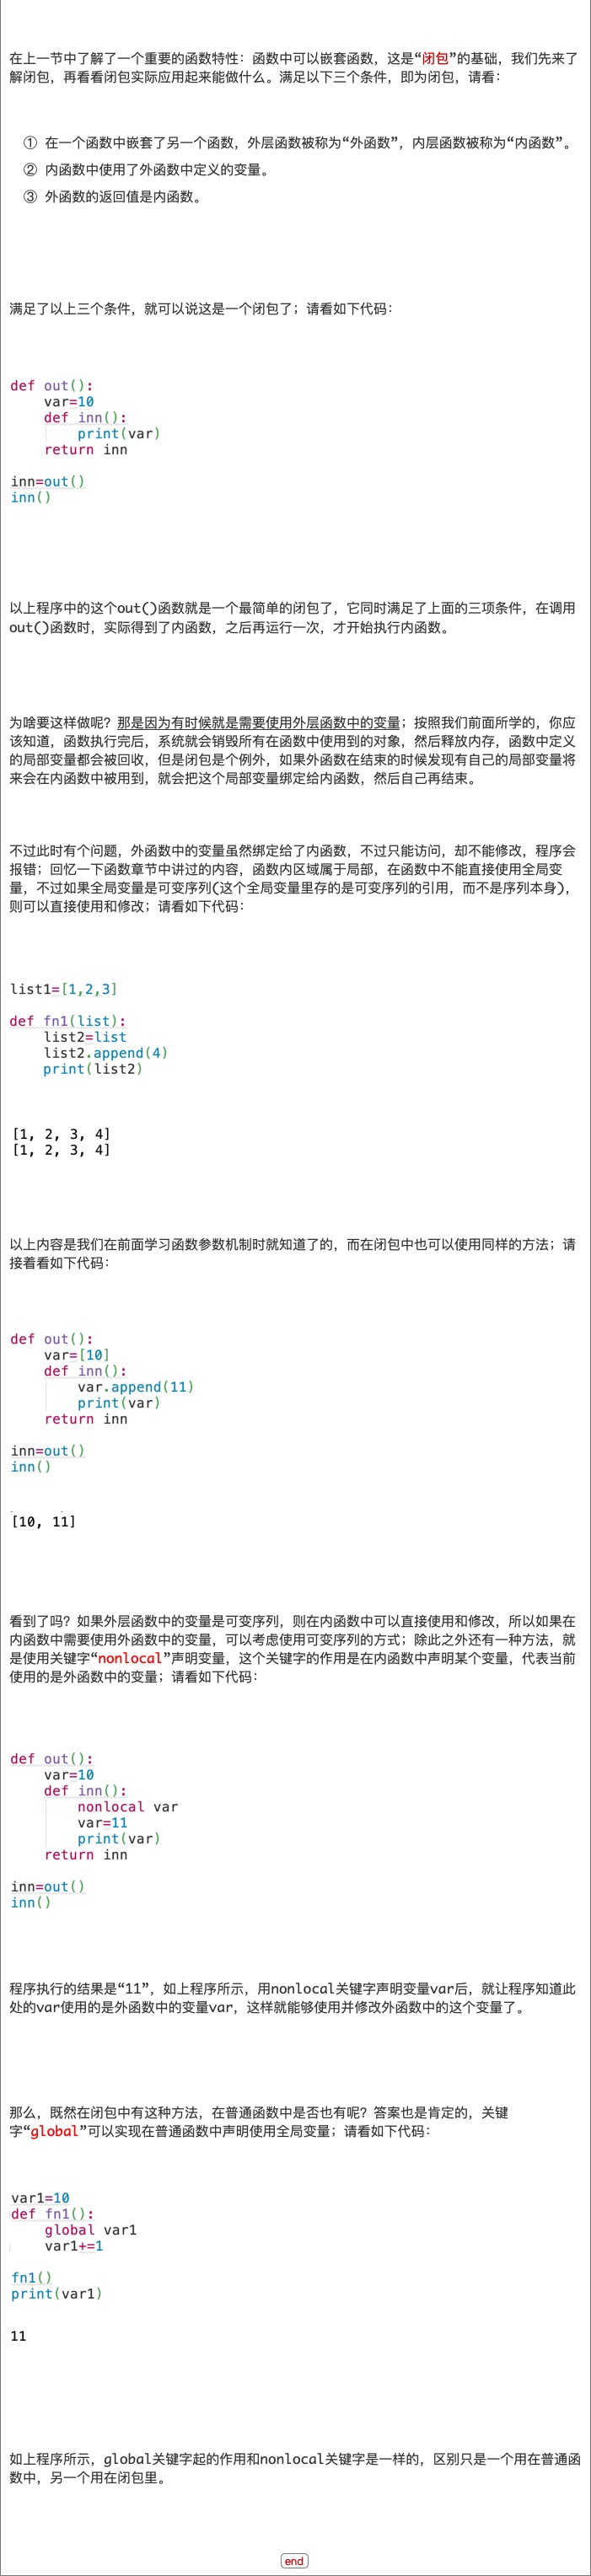 在上一节中了解了一个重要的函数特性：函数中可以嵌套函数，这是“闭包”的基础，我们先来了
解闭包，再看看闭包实际应用起来能做什么。满足以下三个条件，即为闭包，请看：
① 在一个函数中嵌套了另一个函数，外层函数被称为“外函数”，内层函数被称为“内函数”。
② 内函数中使用了外函数中定义的变量。
③ 外函数的返回值是内函数。
满足了以上三个条件，就可以说这是一个闭包了；请看如下代码：
def out():
    var=10
    def inn():
        print(var)
    return inn
inn=out()
inn()
以上程序中的这个out()函数就是一个最简单的闭包了，它同时满足了上面的三项条件，在调用
out()函数时，实际得到了内函数，之后再运行一次，才开始执行内函数。
为啥要这样做呢？那是因为有时候就是需要使用外层函数中的变量；按照我们前面所学的，你应
该知道，函数执行完后，系统就会销毁所有在函数中使用到的对象，然后释放内存，函数中定义
的局部变量都会被回收，但是闭包是个例外，如果外函数在结束的时候发现有自己的局部变量将
来会在内函数中被用到，就会把这个局部变量绑定给内函数，然后自己再结束。
不过此时有个问题，外函数中的变量虽然绑定给了内函数，不过只能访问，却不能修改，程序会
报错；回忆一下函数章节中讲过的内容，函数内区域属于局部，在函数中不能直接使用全局变
量，不过如果全局变量是可变序列(这个全局变量里存的是可变序列的引用，而不是序列本身)，
则可以直接使用和修改；请看如下代码：
list1=[1,2,3]
def fn1(list):
    list2=list
    list2.append(4)
    print(list2)
[1, 2, 3, 4]
[1, 2, 3, 4]
以上内容是我们在前面学习函数参数机制时就知道了的，而在闭包中也可以使用同样的方法；请
接着看如下代码：
def out():
    var=[10]
    def inn():
        var.append(11)
        print(var)
    return inn
inn=out()
inn()
[10, 11]
看到了吗？如果外层函数中的变量是可变序列，则在内函数中可以直接使用和修改，所以如果在
内函数中需要使用外函数中的变量，可以考虑使用可变序列的方式；除此之外还有一种方法，就
是使用关键字“nonlocal”声明变量，这个关键字的作用是在内函数中声明某个变量，代表当前
使用的是外函数中的变量；请看以下代码：
def out():
    var=10
    def inn():
        nonlocal var
        var=11
        print(var)
    return inn
inn=out()
inn()
程序执行的结果是“11”，如上程序所示，用nonlocal关键字声明变量var后，就让程序知道此
处的var使用的是外函数中的变量var，这样就能够使用并修改外函数中的这个变量了。
那么，既然在闭包中有这种方法，在普通函数中是否也有呢？答案也是肯定的，关键
字“global”可以实现在普通函数中声明使用全局变量；请看以下代码：
var1=10
def fn1():
    global var1
    var1+=1
fn1()
print(var1)
11
如上程序所示，global关键字起的作用和nonlocal关键字是一样的，区别只是一个用在普通函
数中，另一个用在闭包里。
end